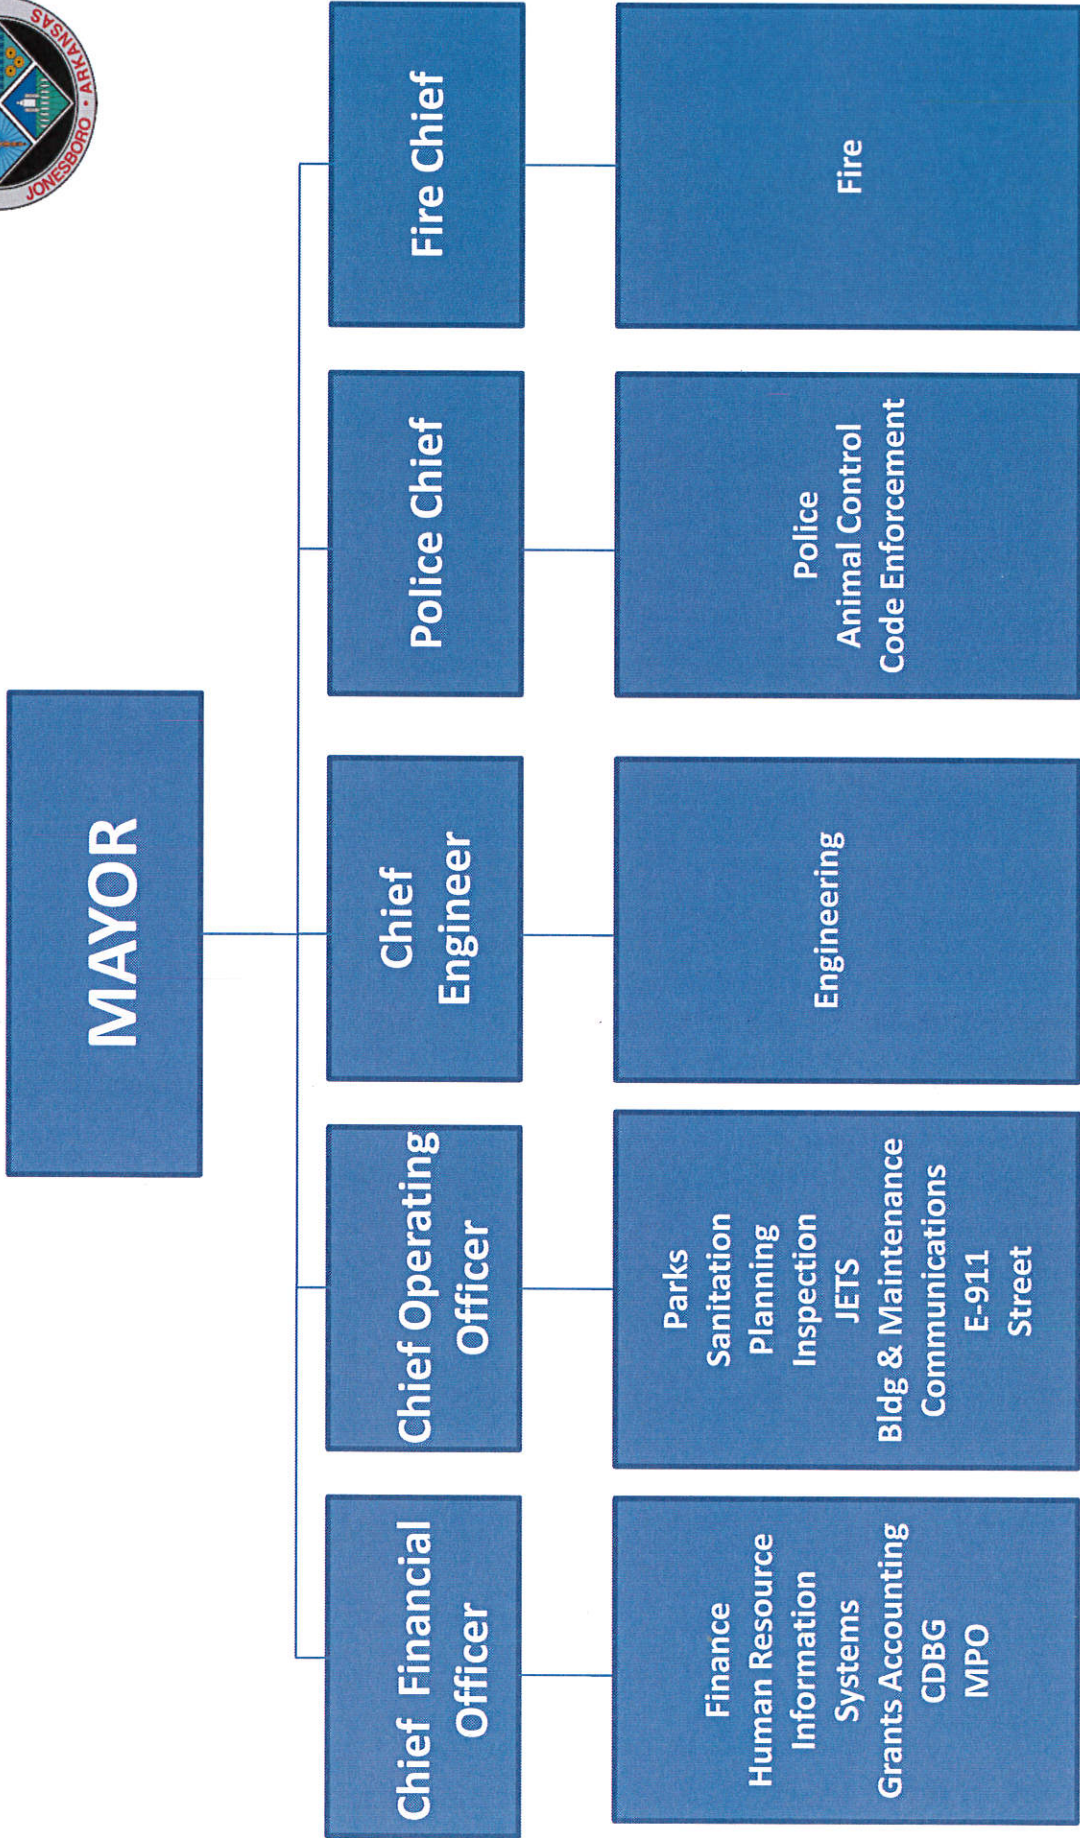 JONESBORO • ARKANSAS
MAYOR
Chief Financial
Officer
Chief Operating
Officer
Chief
Engineer
Police Chief
Fire Chief
Finance
Human Resource
Information
Systems
Grants Accounting
CDBG
MPO
Parks
Sanitation
Planning
Inspection
JETS
Bldg & Maintenance
Communications
E-911
Street
Engineering
Police
Animal Control
Code Enforcement
Fire